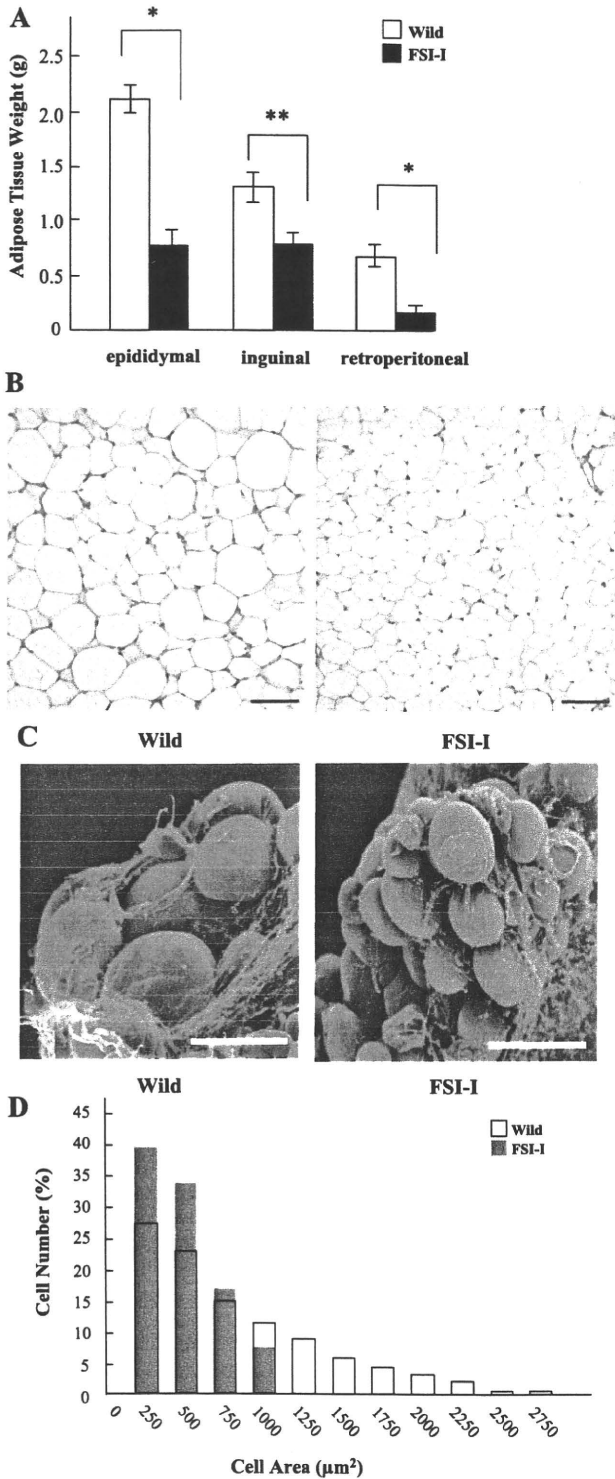 A
Wild
FSI-I
*
**
*
Adipose Tissue Weight (g)
2.5
2.0
1.5
1.0
0.5
0
epididymal inguinal retroperitoneal
B
Wild FSI-I
C
Wild FSI-I
D
Wild
FSI-I
Cell Number (%)
45
40
35
30
25
20
15
10
5
0
0 250 500 750 1000 1250 1500 1750 2000 2250 2500 2750
Cell Area (µm²)